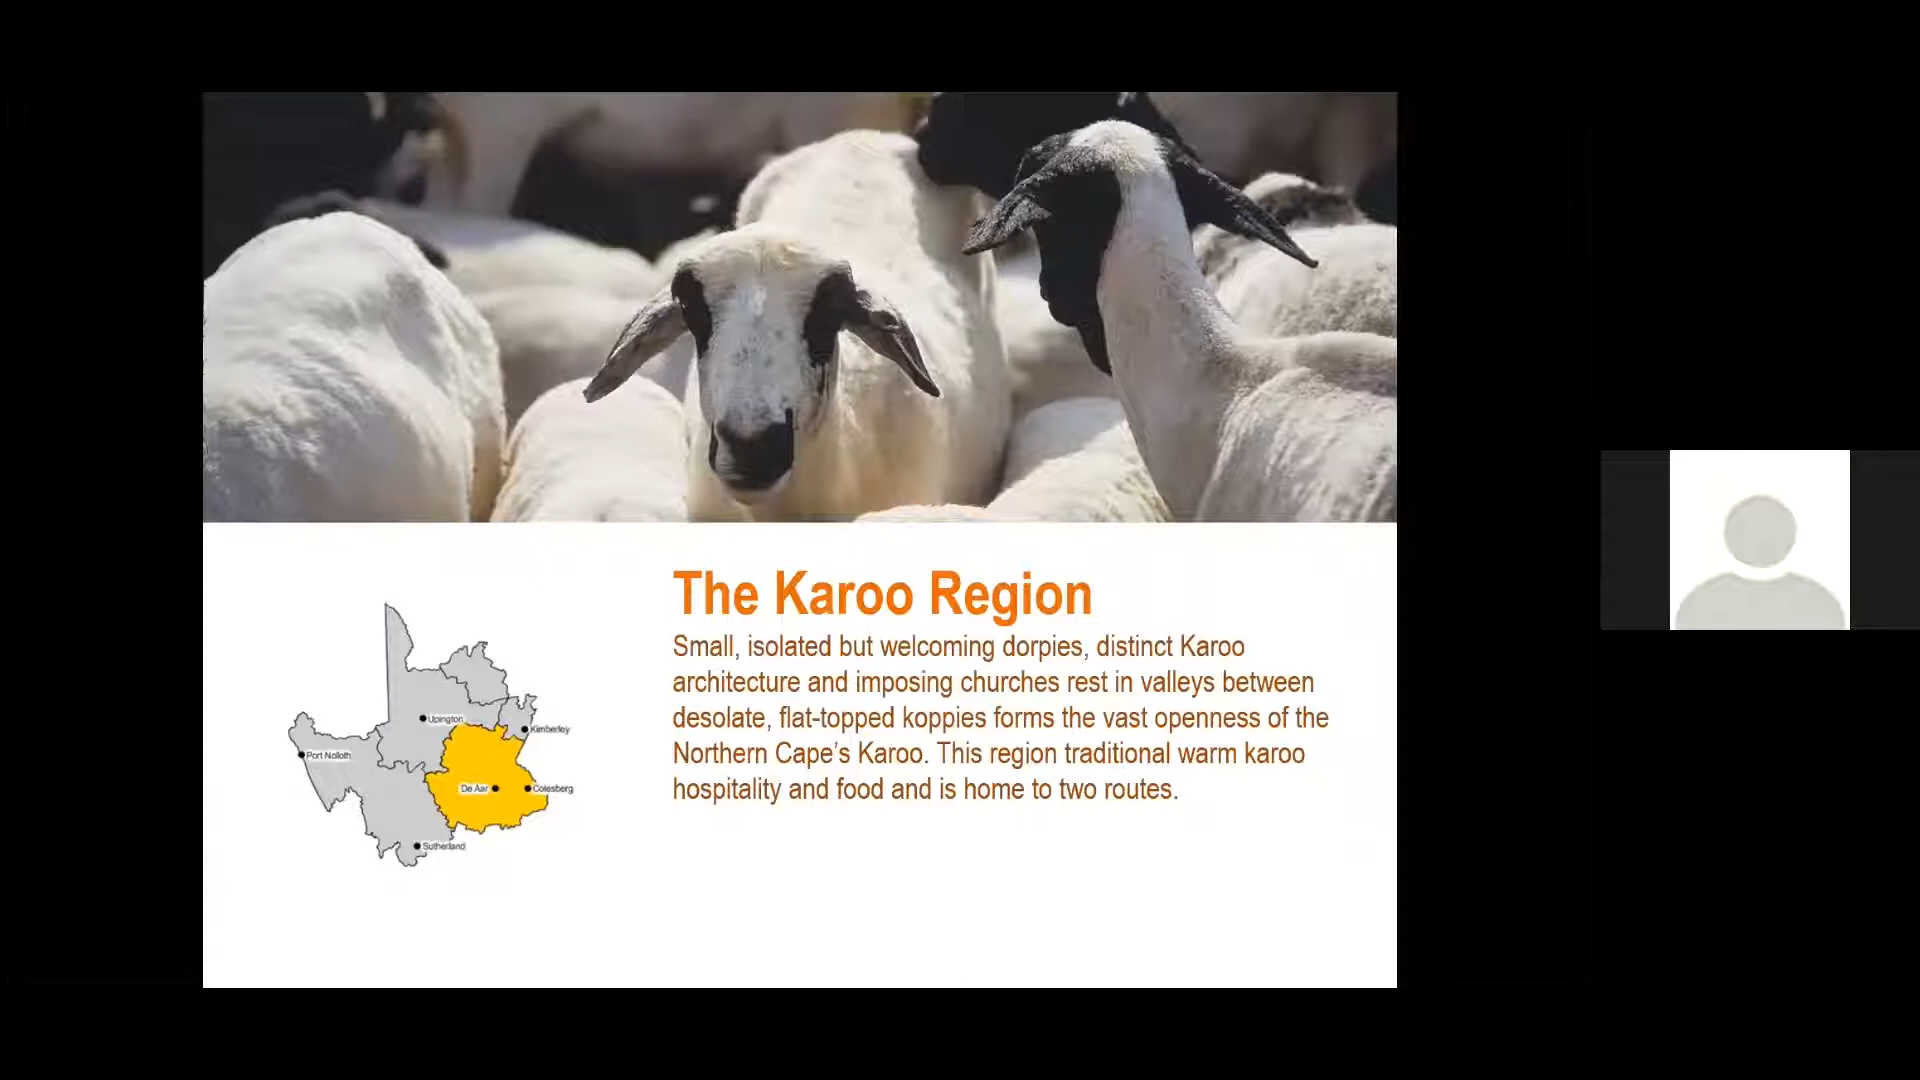 The Karoo Region
Small, isolated but welcoming dorpies, distinct Karoo
architecture and imposing churches rest in valleys between
desolate, flat-topped koppies forms the vast openness of the
Northern Cape's Karoo. This region traditional warm karoo
hospitality and food and is home to two routes.
Upington
Kimberley
Port Nolloth
De Aar
Colesberg
Sutherland